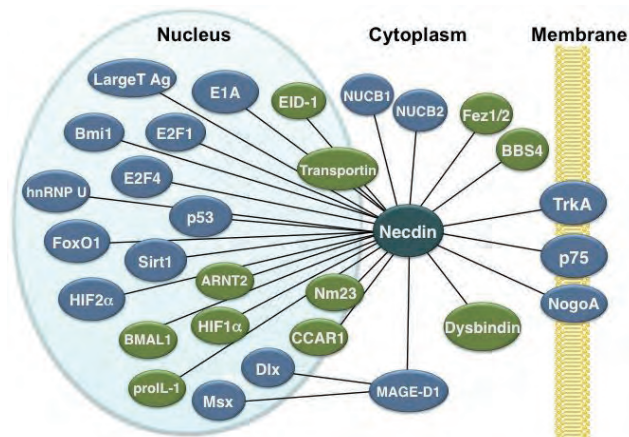 Nucleus
Cytoplasm
Membrane
LargeT Ag
E1A
EID-1
NUCB1
NUCB2
Fez1/2
Bmi1
E2F1
BBS4
Transportin
E2F4
hnRNP U
p53
TrkA
Necdin
FoxO1
Sirt1
p75
ARNT2
Nm23
HIF2α
NogoA
HIF1α
BMAL1
CCAR1
Dysbindin
Dlx
proIL-1
MAGE-D1
Msx